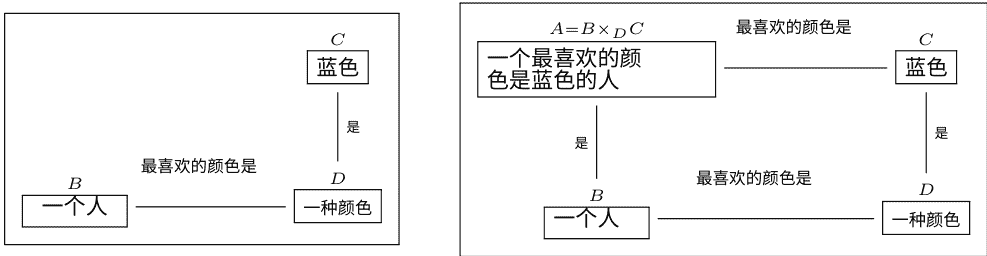 C
蓝色
是
最喜欢的颜色是
B
D
一个人
一种颜色
A=B×_D C
最喜欢的颜色是
C
一个最喜欢的颜
色是蓝色的人
蓝色
是
是
最喜欢的颜色是
B
D
一个人
一种颜色